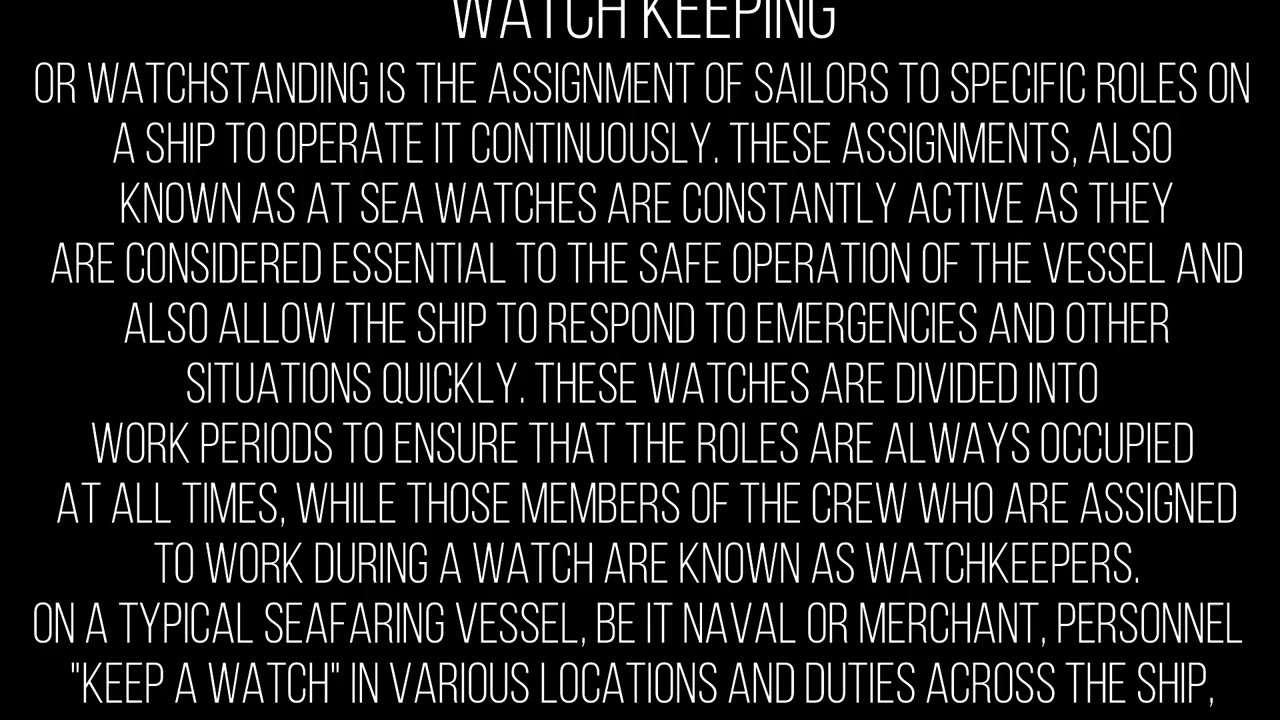 WATCH KEEPING
OR WATCHSTANDING IS THE ASSIGNMENT OF SAILORS TO SPECIFIC ROLES ON
A SHIP TO OPERATE IT CONTINUOUSLY. THESE ASSIGNMENTS, ALSO
KNOWN AS AT SEA WATCHES ARE CONSTANTLY ACTIVE AS THEY
ARE CONSIDERED ESSENTIAL TO THE SAFE OPERATION OF THE VESSEL AND
ALSO ALLOW THE SHIP TO RESPOND TO EMERGENCIES AND OTHER
SITUATIONS QUICKLY. THESE WATCHES ARE DIVIDED INTO
WORK PERIODS TO ENSURE THAT THE ROLES ARE ALWAYS OCCUPIED
AT ALL TIMES, WHILE THOSE MEMBERS OF THE CREW WHO ARE ASSIGNED
TO WORK DURING A WATCH ARE KNOWN AS WATCHKEEPERS.
ON A TYPICAL SEAFARING VESSEL, BE IT NAVAL OR MERCHANT, PERSONNEL
"KEEP A WATCH" IN VARIOUS LOCATIONS AND DUTIES ACROSS THE SHIP,